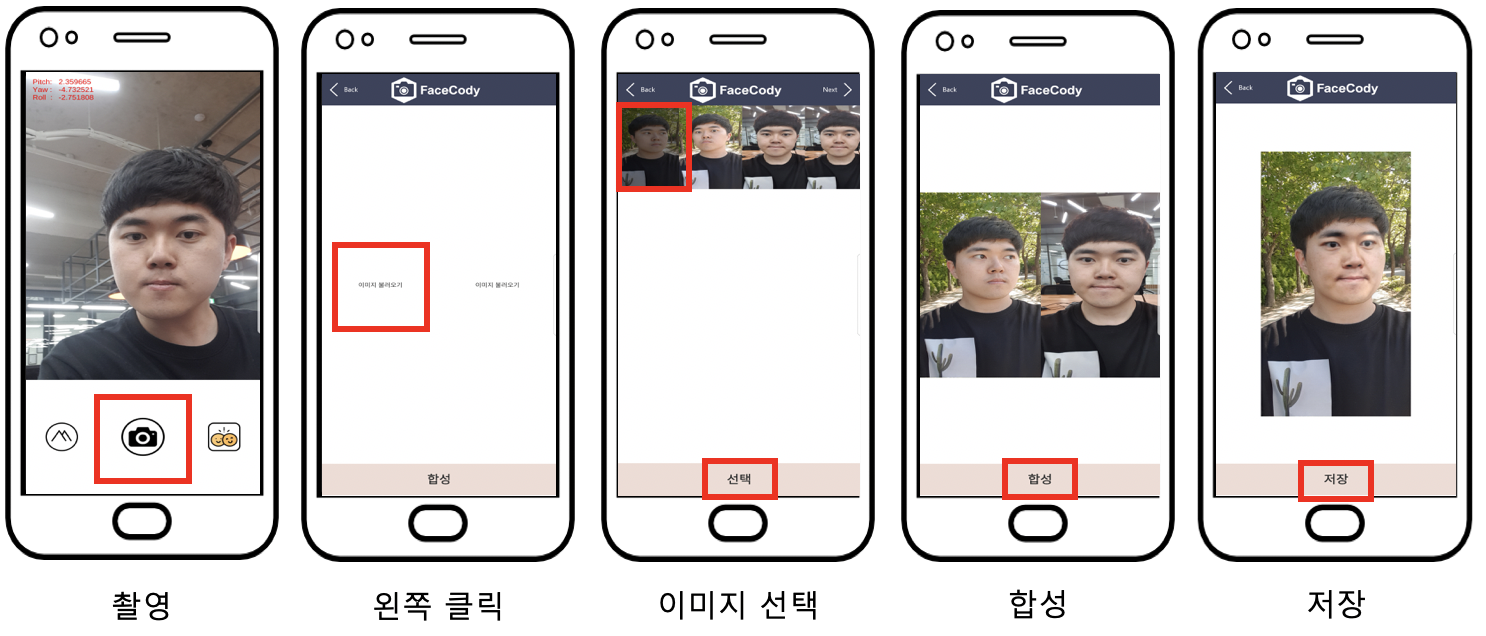 Pitch: 2.359665
Yaw : -4.732521
Roll : -2.751808
촬영
Back
FaceCody
이미지 불러오기
이미지 불러오기
합성
왼쪽 클릭
Back
FaceCody
Next
선택
이미지 선택
Back
FaceCody
합성
합성
Back
FaceCody
저장
저장